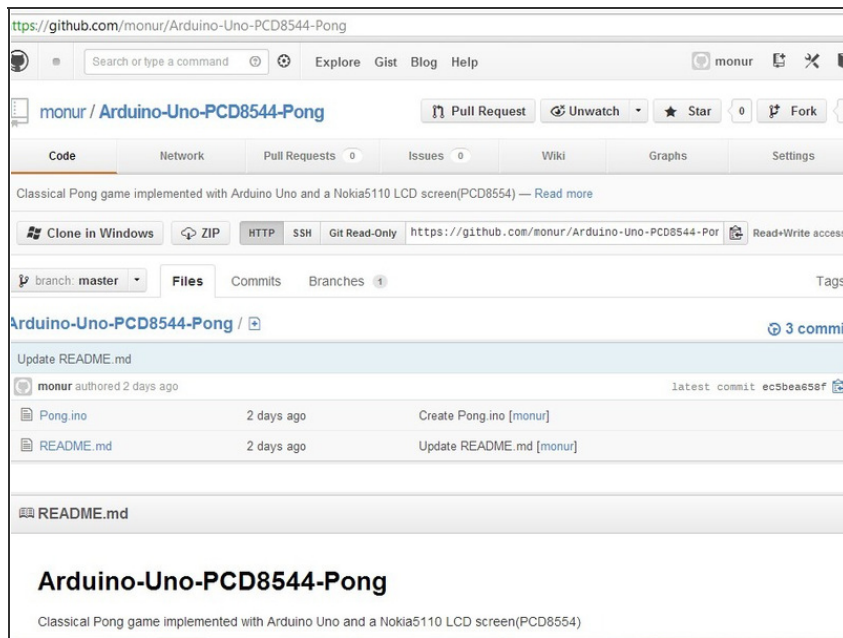 ttps://github.com/monur/Arduino-Uno-PCD8544-Pong
Search or type a command Explore Gist Blog Help monur
monur / Arduino-Uno-PCD8544-Pong Pull Request Unwatch Star 0 Fork
Code Network Pull Requests 0 Issues 0 Wiki Graphs Settings
Classical Pong game implemented with Arduino Uno and a Nokia5110 LCD screen(PCD8554) — Read more
Clone in Windows ZIP HTTP SSH Git Read-Only https://github.com/monur/Arduino-Uno-PCD8544-Por Read+Write access
branch: master Files Commits Branches 1 Tags
Arduino-Uno-PCD8544-Pong / 3 commi
Update README.md
monur authored 2 days ago latest commit ec5bea658f
Pong.ino 2 days ago Create Pong.ino [monur]
README.md 2 days ago Update README.md [monur]
README.md
Arduino-Uno-PCD8544-Pong
Classical Pong game implemented with Arduino Uno and a Nokia5110 LCD screen(PCD8554)